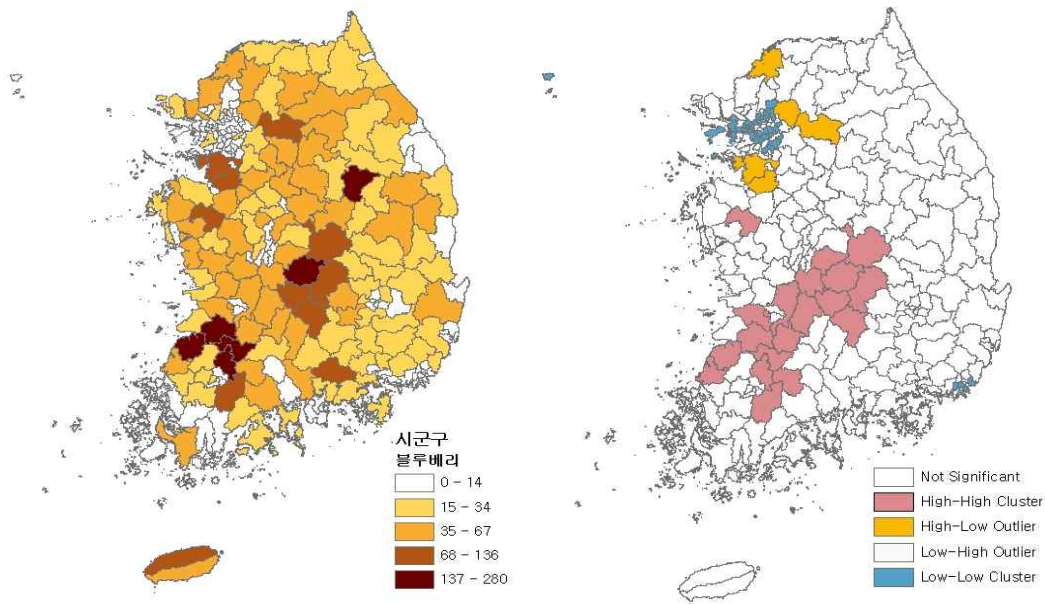 시군구
블루베리
0 - 14
15 - 34
35 - 67
68 - 136
137 - 280
Not Significant
High-High Cluster
High-Low Outlier
Low-High Outlier
Low-Low Cluster